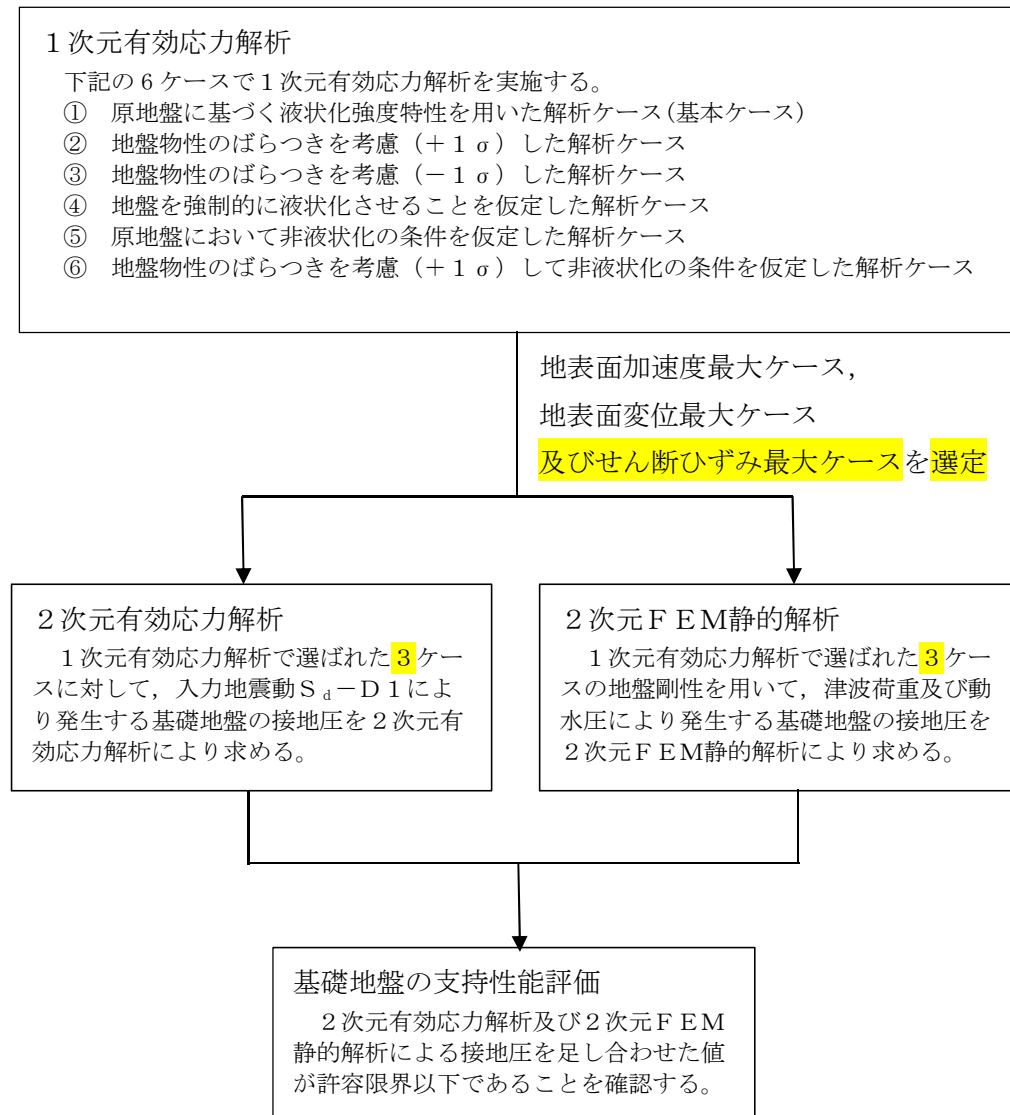 １次元有効応力解析
下記の６ケースで１次元有効応力解析を実施する。
①　原地盤に基づく液状化強度特性を用いた解析ケース(基本ケース)
②　地盤物性のばらつきを考慮（＋１σ）した解析ケース
③　地盤物性のばらつきを考慮（－１σ）した解析ケース
④　地盤を強制的に液状化させることを仮定した解析ケース
⑤　原地盤において非液状化の条件を仮定した解析ケース
⑥　地盤物性のばらつきを考慮（＋１σ）して非液状化の条件を仮定した解析ケース
地表面加速度最大ケース，
地表面変位最大ケース
及びせん断ひずみ最大ケースを選定
２次元有効応力解析
１次元有効応力解析で選ばれた３ケー
スに対して，入力地震動Ｓｄ－Ｄ１によ
り発生する基礎地盤の接地圧を２次元有
効応力解析により求める。
２次元ＦＥＭ静的解析
１次元有効応力解析で選ばれた３ケー
スの地盤剛性を用いて，津波荷重及び動
水圧により発生する基礎地盤の接地圧を
２次元ＦＥＭ静的解析により求める。
基礎地盤の支持性能評価
２次元有効応力解析及び２次元ＦＥＭ
静的解析による接地圧を足し合わせた値
が許容限界以下であることを確認する。